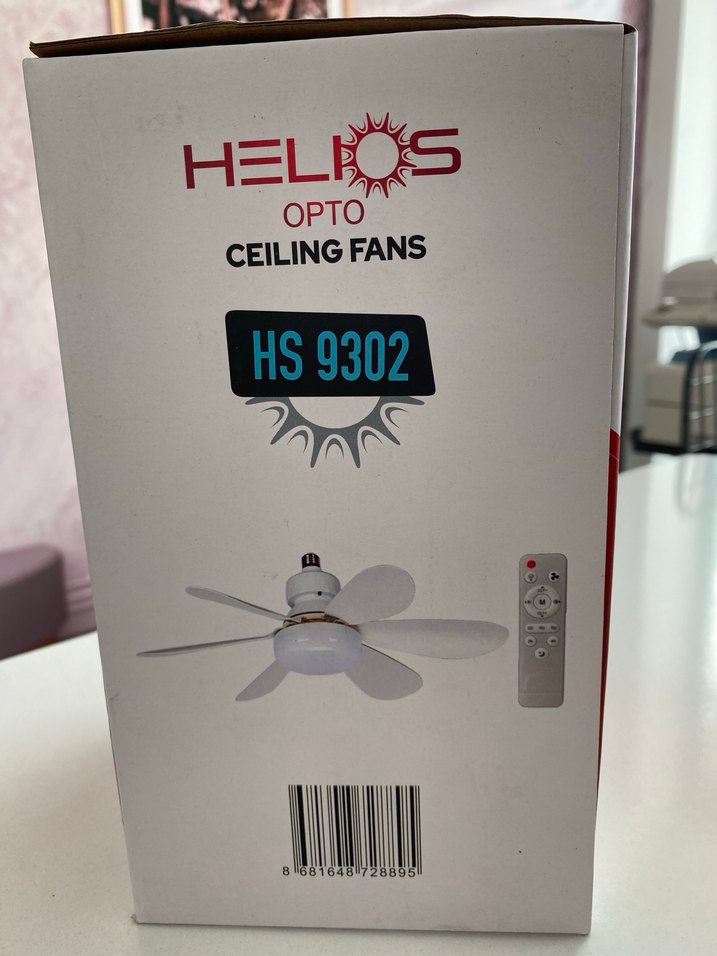 HELIOS
OPTO
CEILING FANS
HS 9302
M
8 681648 728895